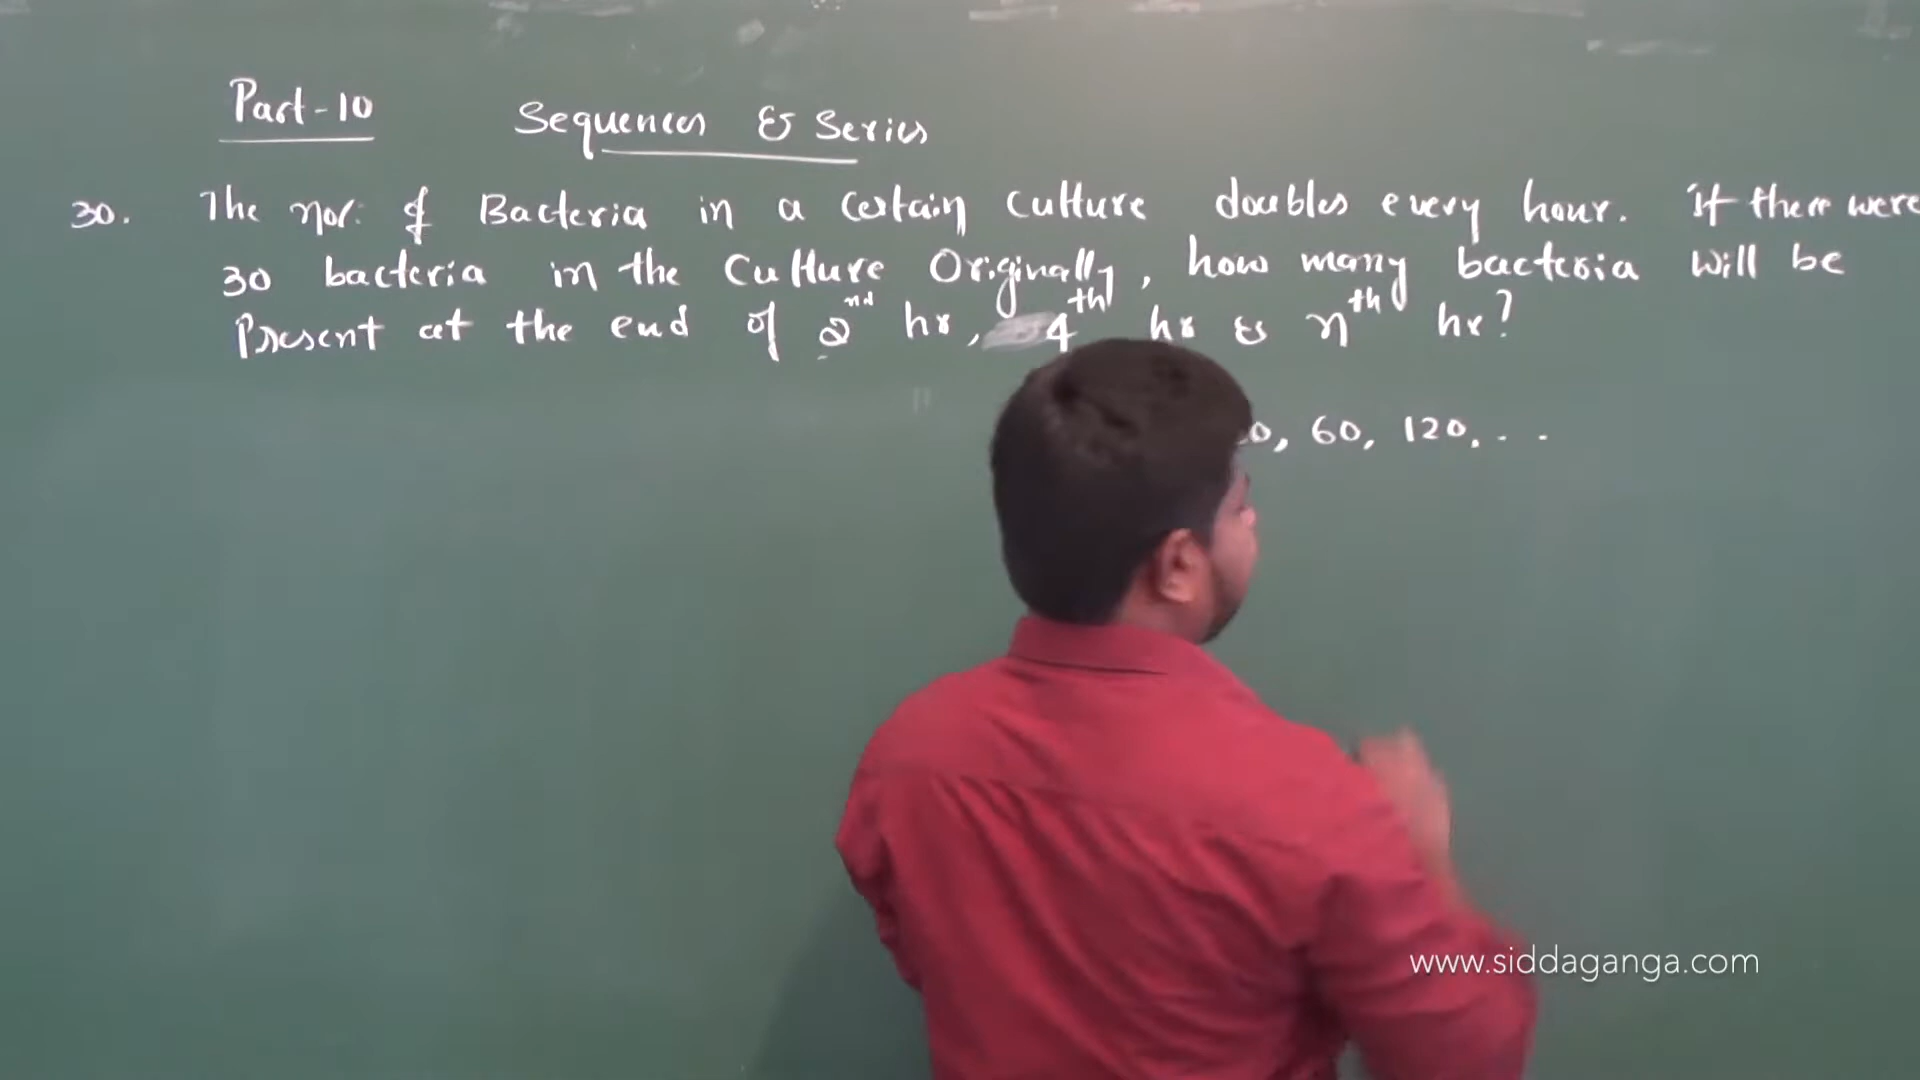 Part-10
Sequences & Series
30. The no/. of Bacteria in a certain culture doubles every hour. If there were
30 bacteria in the culture Originally, how many bacteria will be
Present at the end of 2nd hr, 4th hr & nth hr?
0, 60, 120, . .
www.siddaganga.com